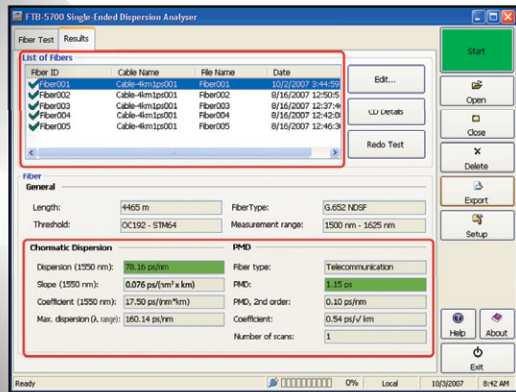 FTB-5700 Single-Ended Dispersion Analyser
Fiber Test Results
List of Fibers
Fiber ID Cable Name File Name Date
Fiber001 Cable-4km1ps001 Fiber001 10/2/2007 3:44:59
Fiber002 Cable-4km1ps001 Fiber002 8/16/2007 12:50:5
Fiber003 Cable-4km1ps001 Fiber003 8/16/2007 12:37:4
Fiber004 Cable-4km1ps001 Fiber004 8/16/2007 12:42:0
Fiber005 Cable-4km1ps001 Fiber005 8/16/2007 12:46:3
Edit...
CD Details
Redo Test
Start
Open
Close
Delete
Export
Setup
Help About
Exit
Fiber
General
Length: 4465 m FiberType: G.652 NDSF
Threshold: OC192 - STM64 Measurement range: 1500 nm - 1625 nm
Chormatic Dispersion PMD
Dispersion (1550 nm): 78.16 ps/nm Fiber type: Telecommunication
Slope (1550 nm): 0.076 ps/(nm² x km) PMD: 1.15 ps
Coefficient (1550 nm): 17.50 ps/(nm*km) PMD, 2nd order: 0.10 ps/nm
Max. dispersion (λ range): 160.14 ps/nm Coefficient: 0.54 ps/√ km
Number of scans: 1
Ready 0% Local 10/3/2007 8:42 AM